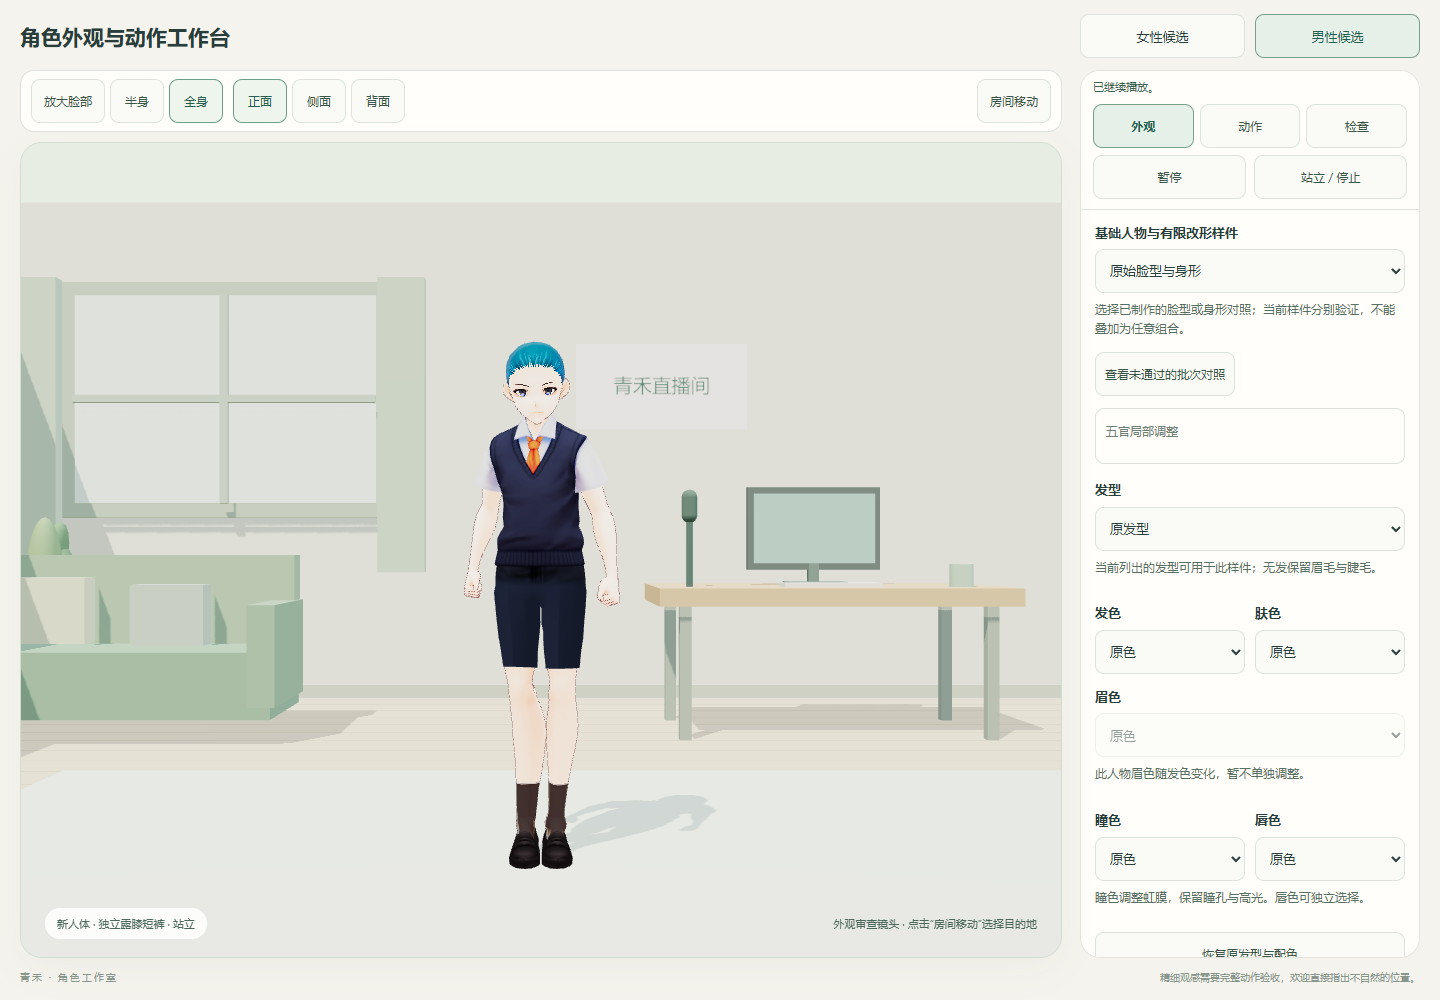 角色外观与动作工作台
女性候选
男性候选
放大脸部
半身
全身
正面
侧面
背面
房间移动
已继续播放。
外观
动作
检查
暂停
站立 / 停止
基础人物与有限改形样件
原始脸型与身形
选择已制作的脸型或身形对照；当前样件分别验证，不能
叠加为任意组合。
查看未通过的批次对照
五官局部调整
发型
原发型
当前列出的发型可用于此样件；无发保留眉毛与睫毛。
发色
肤色
原色
原色
眉色
原色
此人物眉色随发色变化，暂不单独调整。
瞳色
唇色
原色
原色
瞳色调整虹膜，保留瞳孔与高光。唇色可独立选择。
恢复原发型与配色
青禾直播间
新人体 · 独立露膝短裤 · 站立
外观审查镜头 · 点击“房间移动”选择目的地
青禾 · 角色工作室
精细观感需要完整动作验收，欢迎直接指出不自然的位置。